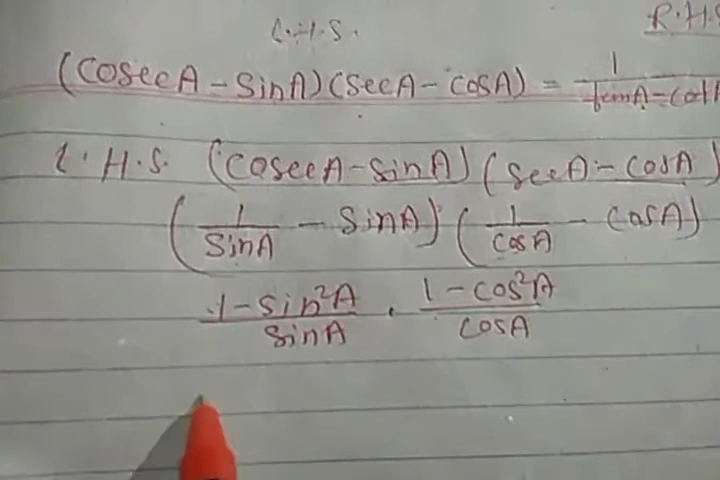 L.H.S. R.H.S
(CosecA - SinA) (SecA - CosA) = 1/tanA - CotA
L.H.S. (CosecA - SinA) (SecA - CosA)
(1/SinA - SinA) (1/CosA - CosA)
1 - Sin²A/SinA . 1 - Cos²A/CosA